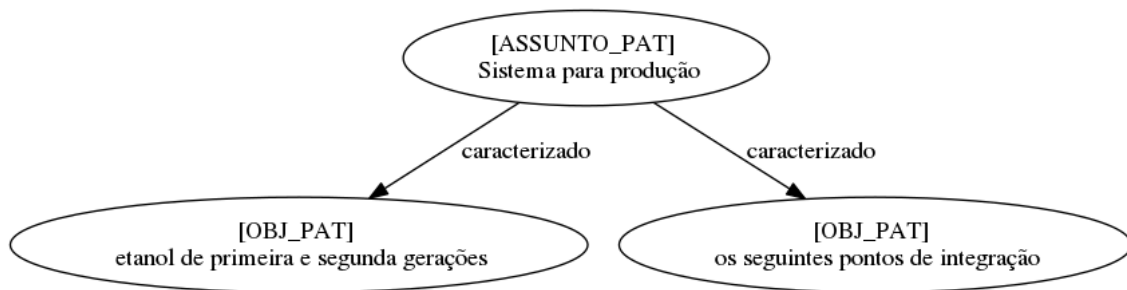 [ASSUNTO_PAT]
Sistema para produção
caracterizado
caracterizado
[OBJ_PAT]
etanol de primeira e segunda gerações
[OBJ_PAT]
os seguintes pontos de integração